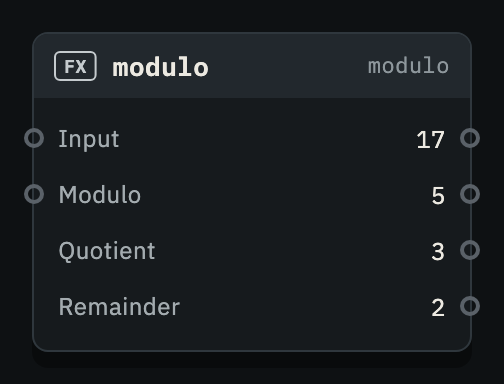 FX modulo modulo
Input 17
Modulo 5
Quotient 3
Remainder 2